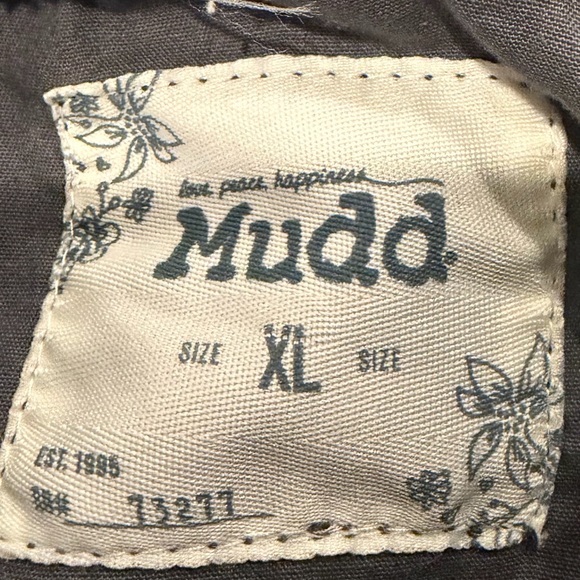 love, peace, happiness
Mudd.
SIZE XL SIZE
EST. 1995
RN# 73277